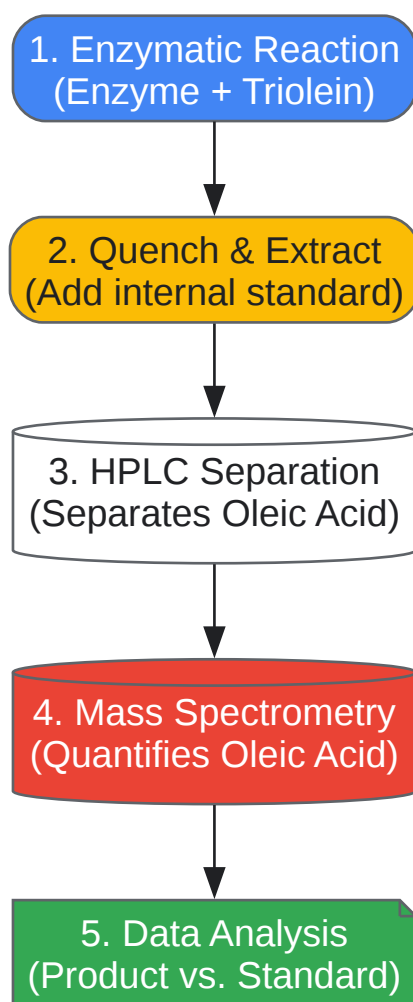 1. Enzymatic Reaction
(Enzyme + Triolein)
2. Quench & Extract
(Add internal standard)
3. HPLC Separation
(Separates Oleic Acid)
4. Mass Spectrometry
(Quantifies Oleic Acid)
5. Data Analysis
(Product vs. Standard)